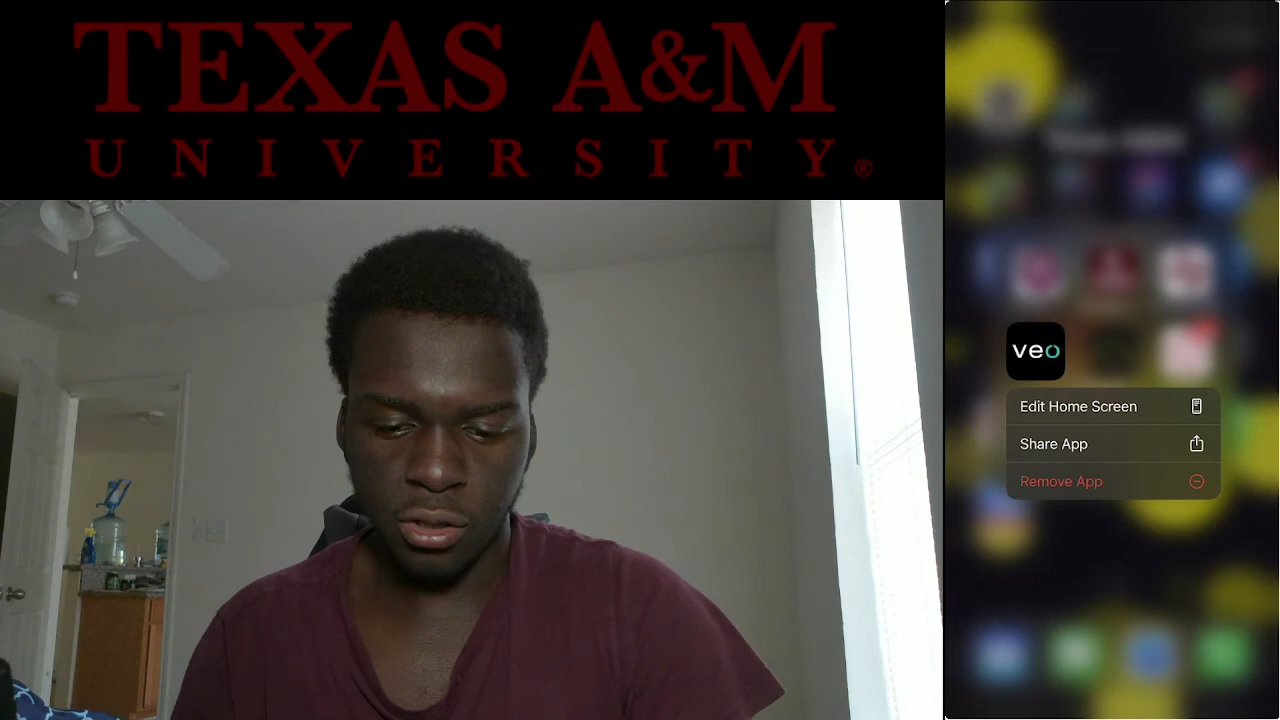 TEXAS A&M
UNIVERSITY®
veo
Edit Home Screen
Share App
Remove App